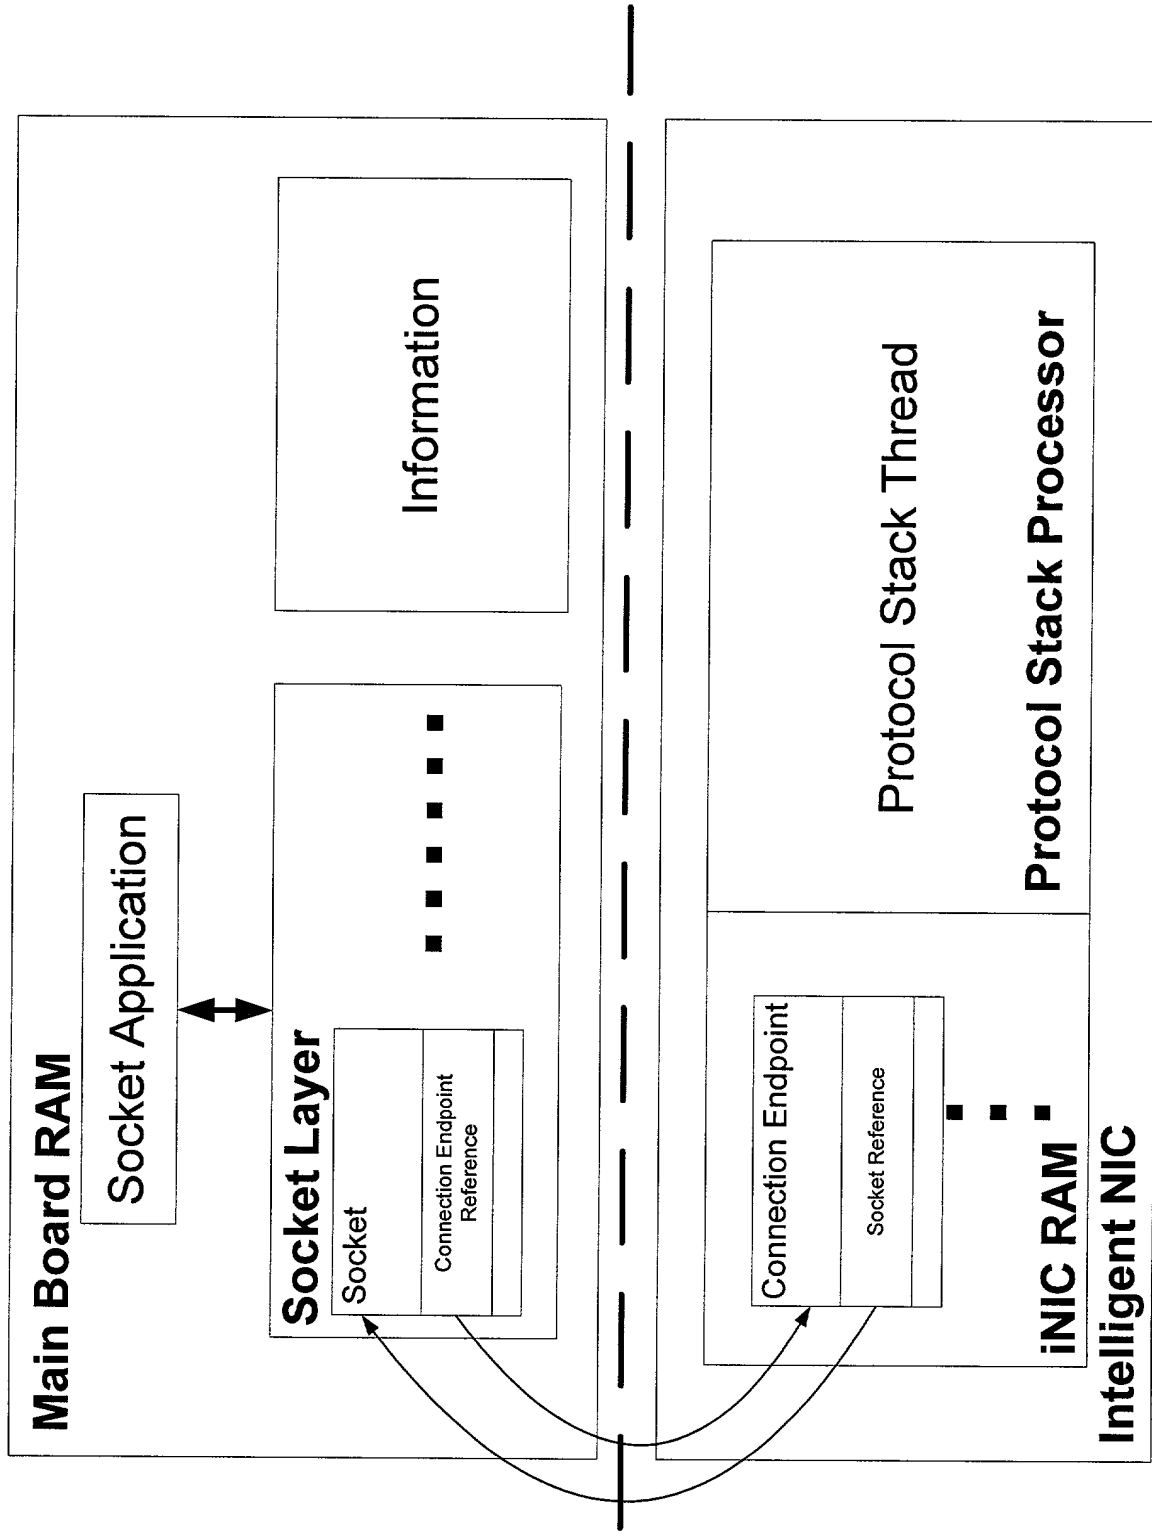 Main Board RAM
Socket Application
Socket Layer
Socket
Connection Endpoint
Reference
Information
Connection Endpoint
Socket Reference
iNIC RAM
Protocol Stack Thread
Protocol Stack Processor
Intelligent NIC